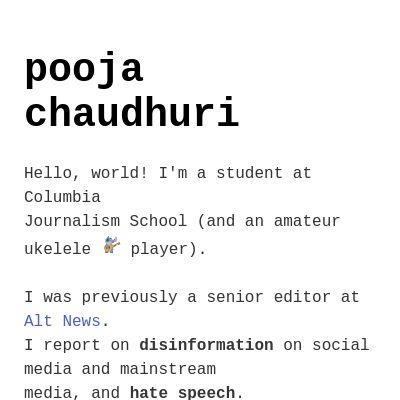 pooja
chaudhuri
Hello, world! I'm a student at
Columbia
Journalism School (and an amateur
ukelele player).
I was previously a senior editor at
Alt News.
I report on disinformation on social
media and mainstream
media, and hate speech.